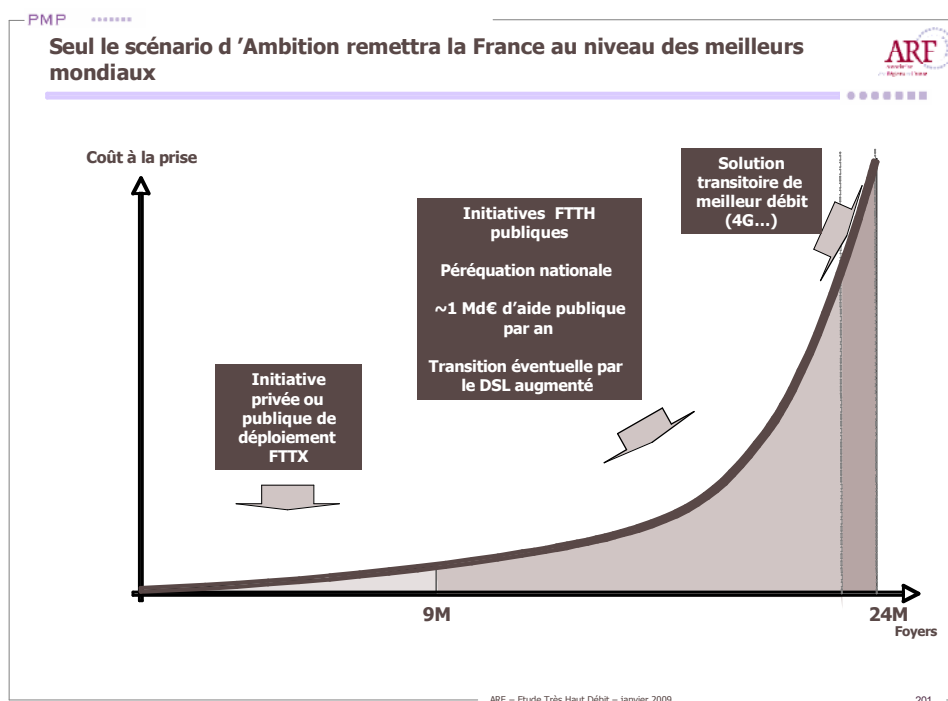 PMP
Seul le scénario d ’Ambition remettra la France au niveau des meilleurs
mondiaux
ARF
Coût à la prise
Solution
transitoire de
meilleur débit
(4G...)
Initiatives FTTH
publiques
Péréquation nationale
~1 Md€ d’aide publique
par an
Transition éventuelle par
le DSL augmenté
Initiative
privée ou
publique de
déploiement
FTTX
9M
24M
Foyers
ARF – Etude Très Haut Débit – janvier 2009
201